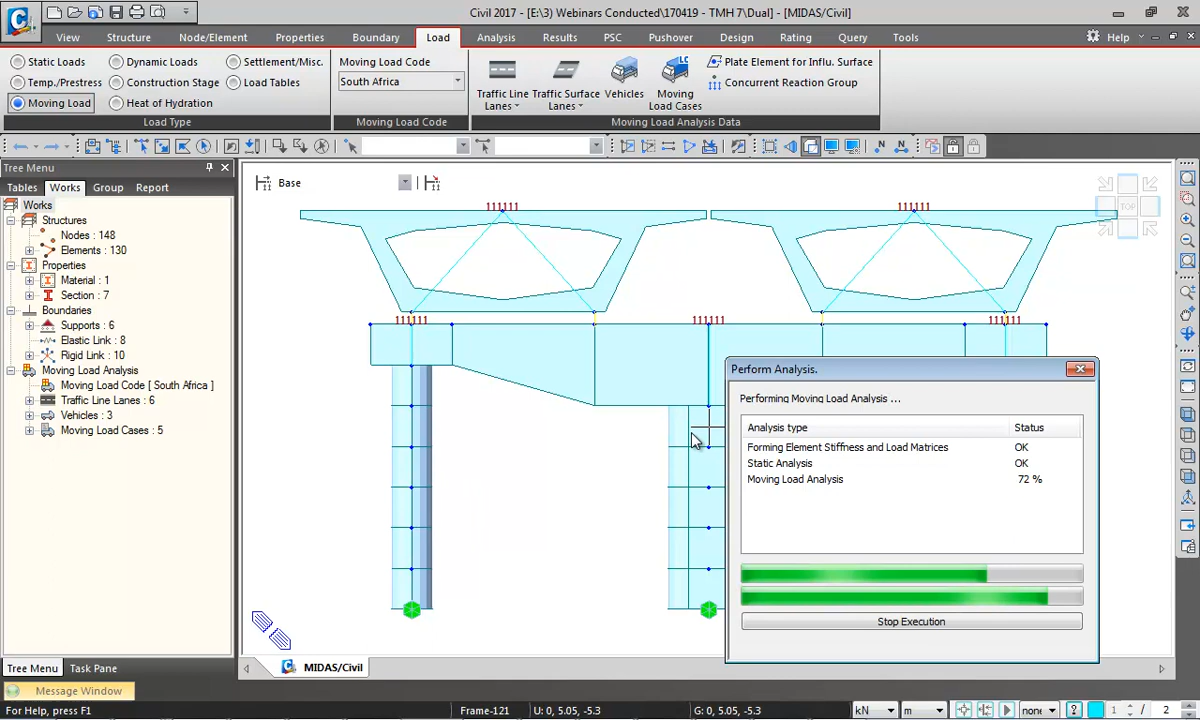 Civil 2017 - [E:\3) Webinars Conducted\170419 - TMH 7\Dual] - [MIDAS/Civil]
View Structure Node/Element Properties Boundary Load Analysis Results PSC Pushover Design Rating Query Tools Help
Static Loads Dynamic Loads Settlement/Misc.
Temp./Prestress Construction Stage Load Tables
Moving Load Heat of Hydration
Load Type
Moving Load Code
South Africa
Moving Load Code
Traffic Line Lanes
Traffic Surface Lanes
Vehicles
Moving Load Cases
Plate Element for Influ. Surface
Concurrent Reaction Group
Moving Load Analysis Data
Tree Menu
Tables Works Group Report
Works
Structures
Nodes : 148
Elements : 130
Properties
Material : 1
Section : 7
Boundaries
Supports : 6
Elastic Link : 8
Rigid Link : 10
Moving Load Analysis
Moving Load Code [ South Africa ]
Traffic Line Lanes : 6
Vehicles : 3
Moving Load Cases : 5
Base
TOP
111111 111111
111111 111111 111111
Perform Analysis.
Performing Moving Load Analysis ...
Analysis type Status
Forming Element Stiffness and Load Matrices OK
Static Analysis OK
Moving Load Analysis 72 %
Stop Execution
Tree Menu Task Pane
MIDAS/Civil
Message Window
For Help, press F1 Frame-121 U: 0, 5.05, -5.3 G: 0, 5.05, -5.3 kN m none 1 / 2